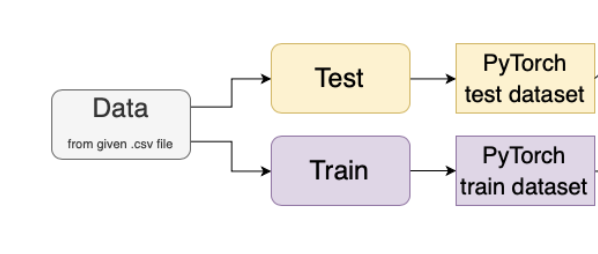 Data
from given .csv file
Test
PyTorch
test dataset
Train
PyTorch
train dataset